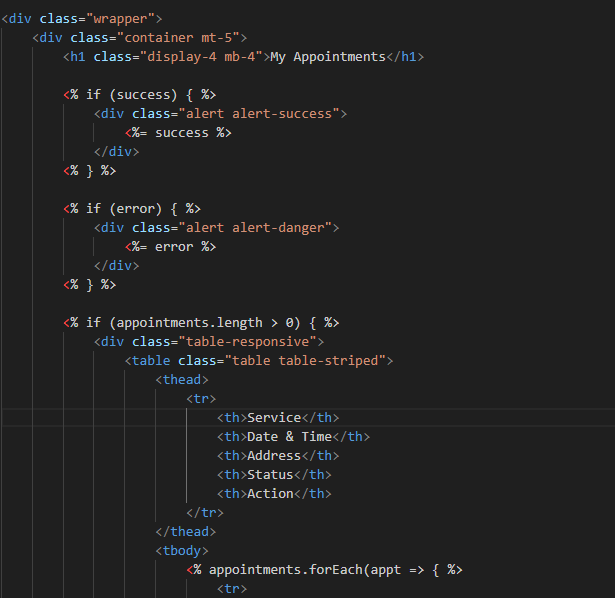 <div class="wrapper">
<div class="container mt-5">
<h1 class="display-4 mb-4">My Appointments</h1>
<% if (success) { %>
<div class="alert alert-success">
<%= success %>
</div>
<% } %>
<% if (error) { %>
<div class="alert alert-danger">
<%= error %>
</div>
<% } %>
<% if (appointments.length > 0) { %>
<div class="table-responsive">
<table class="table table-striped">
<thead>
<tr>
<th>Service</th>
<th>Date & Time</th>
<th>Address</th>
<th>Status</th>
<th>Action</th>
</tr>
</thead>
<tbody>
<% appointments.forEach(appt => { %>
<tr>